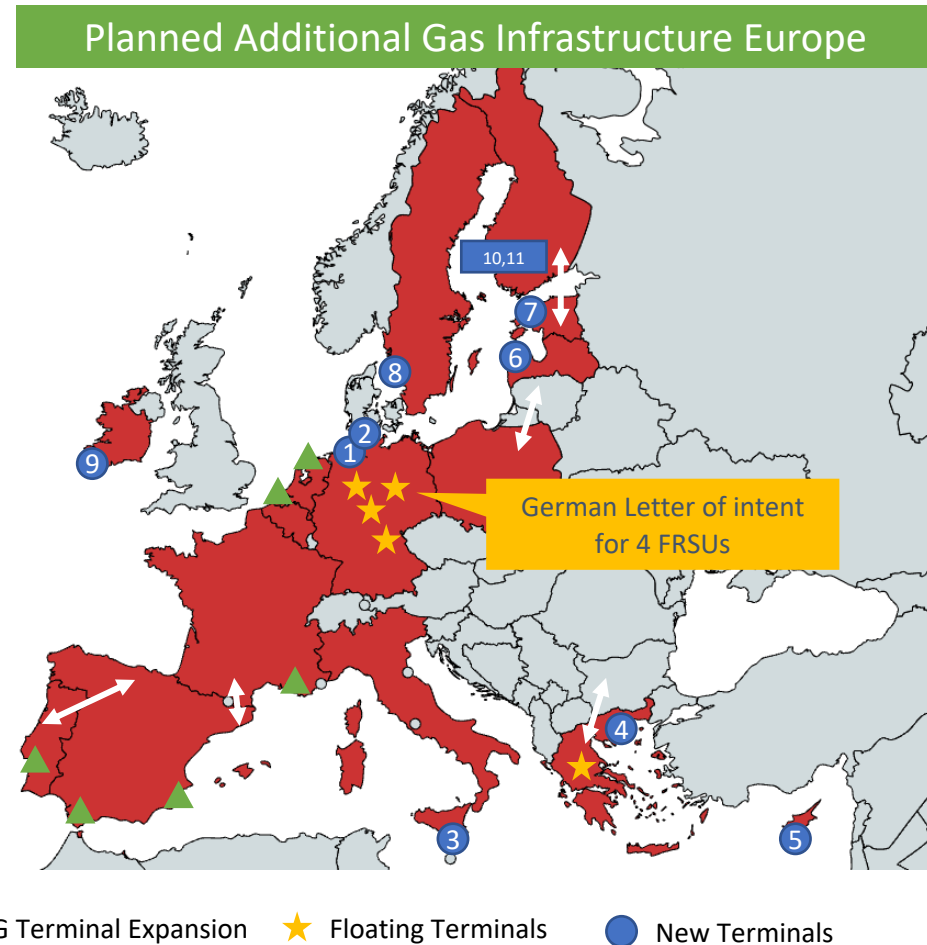 Planned Additional Gas Infrastructure Europe
10,11
7
6
8
2
1
9
German Letter of intent
for 4 FRSUs
4
3
5
G Terminal Expansion
Floating Terminals
New Terminals